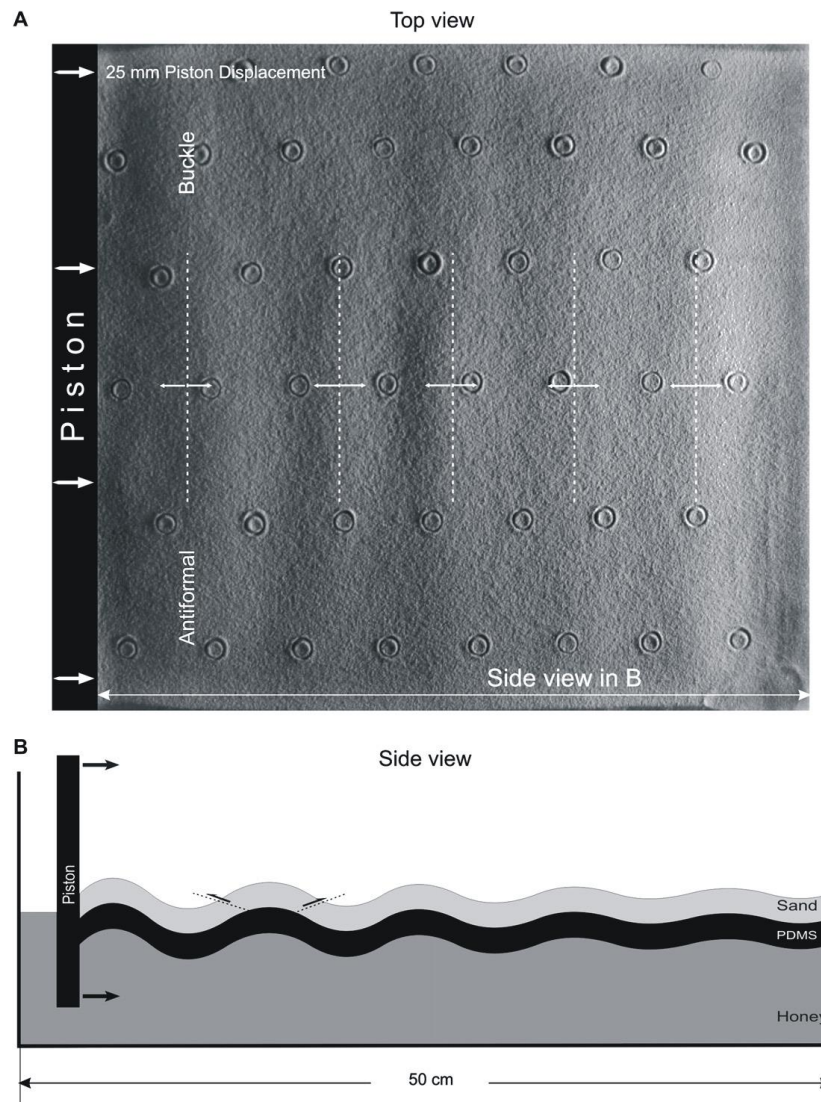 A
Top view
25 mm Piston Displacement
Buckle
Piston
Antiformal
Side view in B
B
Side view
Piston
Sand
PDMS
Honey
50 cm